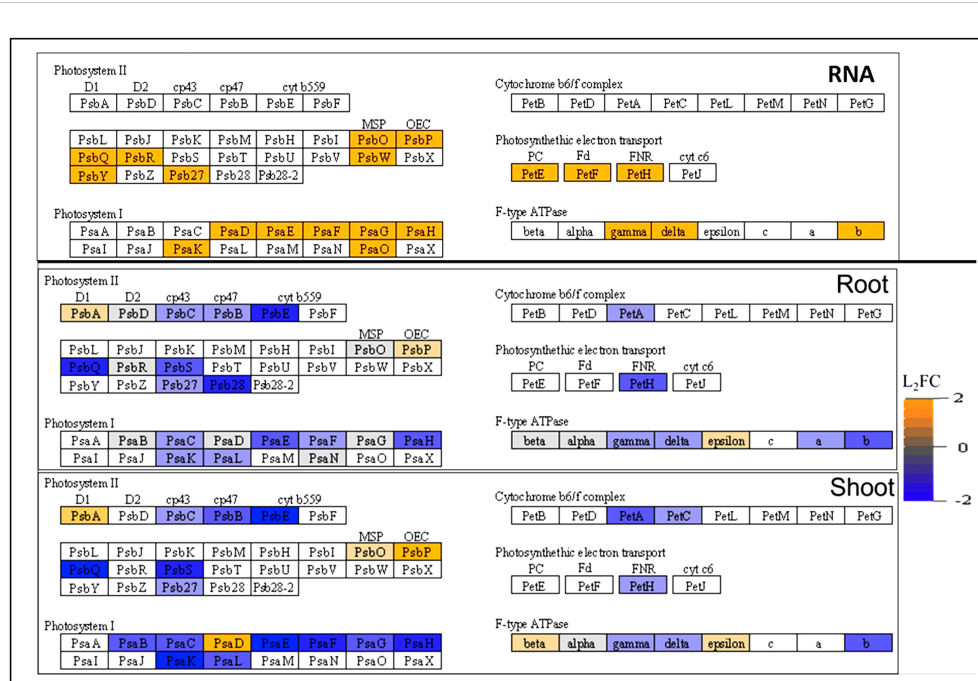 RNA
Photosystem II
D1 D2 cp43 cp47 cyt b559
PsbA PsbD PsbC PsbB PsbE PsbF
MSP OEC
PsbL PsbJ PsbK PsbM PsbH PsbI PsbO PsbP
PsbQ PsbR PsbS PsbT PsbU PsbV PsbW PsbX
PsbY PsbZ Psb27 Psb28 Psb28-2
Photosystem I
PsaA PsaB PsaC PsaD PsaE PsaF PsaG PsaH
PsaI PsaJ PsaK PsaL PsaM PsaN PsaO PsaX
Cytochrome b6/f complex
PetB PetD PetA PetC PetL PetM PetN PetG
Photosynthethic electron transport
PC Fd FNR cyt c6
PetE PetF PetH PetJ
F-type ATPase
beta alpha gamma delta epsilon c a b
Root
Photosystem II
D1 D2 cp43 cp47 cyt b559
PsbA PsbD PsbC PsbB PsbE PsbF
MSP OEC
PsbL PsbJ PsbK PsbM PsbH PsbI PsbO PsbP
PsbQ PsbR PsbS PsbT PsbU PsbV PsbW PsbX
PsbY PsbZ Psb27 Psb28 Psb28-2
Photosystem I
PsaA PsaB PsaC PsaD PsaE PsaF PsaG PsaH
PsaI PsaJ PsaK PsaL PsaM PsaN PsaO PsaX
Cytochrome b6/f complex
PetB PetD PetA PetC PetL PetM PetN PetG
Photosynthethic electron transport
PC Fd FNR cyt c6
PetE PetF PetH PetJ
F-type ATPase
beta alpha gamma delta epsilon c a b
L₂FC
2
0
-2
Shoot
Photosystem II
D1 D2 cp43 cp47 cyt b559
PsbA PsbD PsbC PsbB PsbE PsbF
MSP OEC
PsbL PsbJ PsbK PsbM PsbH PsbI PsbO PsbP
PsbQ PsbR PsbS PsbT PsbU PsbV PsbW PsbX
PsbY PsbZ Psb27 Psb28 Psb28-2
Photosystem I
PsaA PsaB PsaC PsaD PsaE PsaF PsaG PsaH
PsaI PsaJ PsaK PsaL PsaM PsaN PsaO PsaX
Cytochrome b6/f complex
PetB PetD PetA PetC PetL PetM PetN PetG
Photosynthethic electron transport
PC Fd FNR cyt c6
PetE PetF PetH PetJ
F-type ATPase
beta alpha gamma delta epsilon c a b